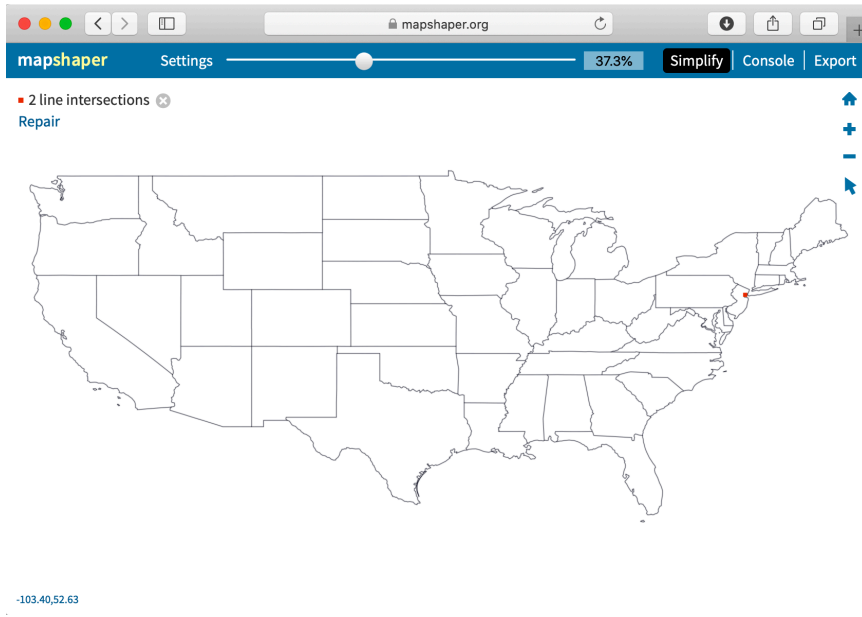 mapshaper.org
mapshaper Settings 37.3% Simplify Console Export
2 line intersections
Repair
-103.40,52.63